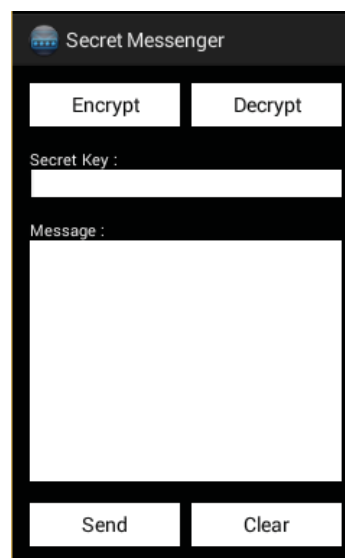 Secret Messenger
Encrypt Decrypt
Secret Key :
Message :
Send Clear